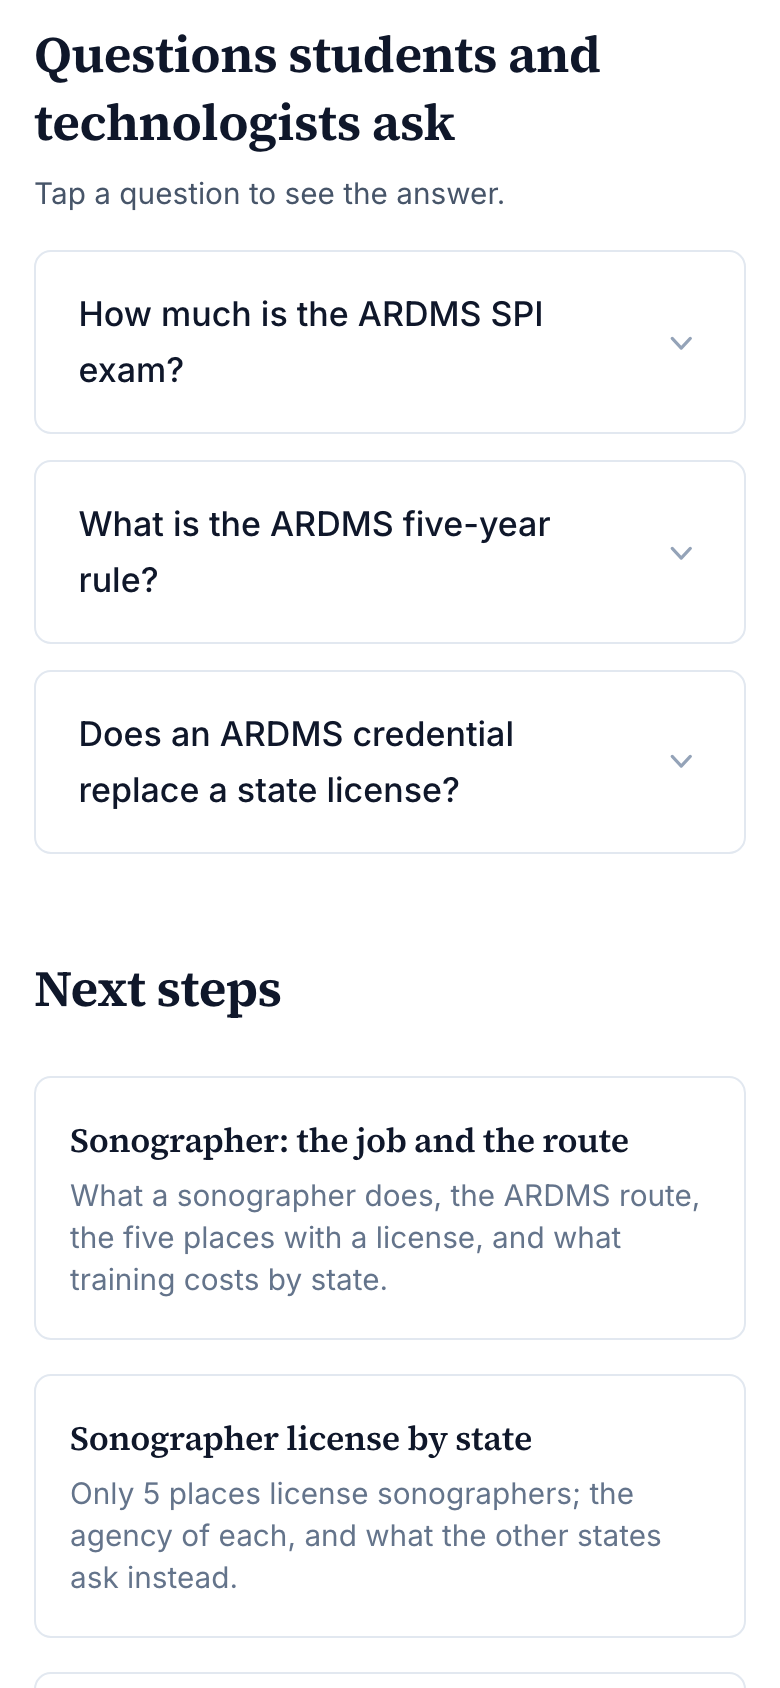 Questions students and
technologists ask
Tap a question to see the answer.
How much is the ARDMS SPI
exam?
What is the ARDMS five-year
rule?
Does an ARDMS credential
replace a state license?
Next steps
Sonographer: the job and the route
What a sonographer does, the ARDMS route,
the five places with a license, and what
training costs by state.
Sonographer license by state
Only 5 places license sonographers; the
agency of each, and what the other states
ask instead.